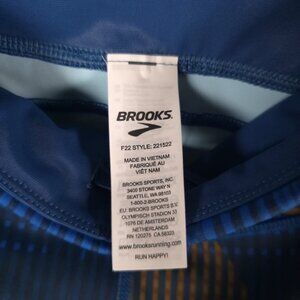 BROOKS
F22 STYLE: 221522
MADE IN VIETNAM
FABRIQUÉ AU
VIÊT NAM
BROOKS SPORTS, INC.
3400 STONE WAY N
SEATTLE, WA 98103
1-800-2 BROOKS
EU: BROOKS SPORTS B.V.
OLYMPISCH STADION 33
1076 DE AMSTERDAM
NETHERLANDS
RN 120275 CA 58323
www.brooksrunning.com
RUN HAPPY!